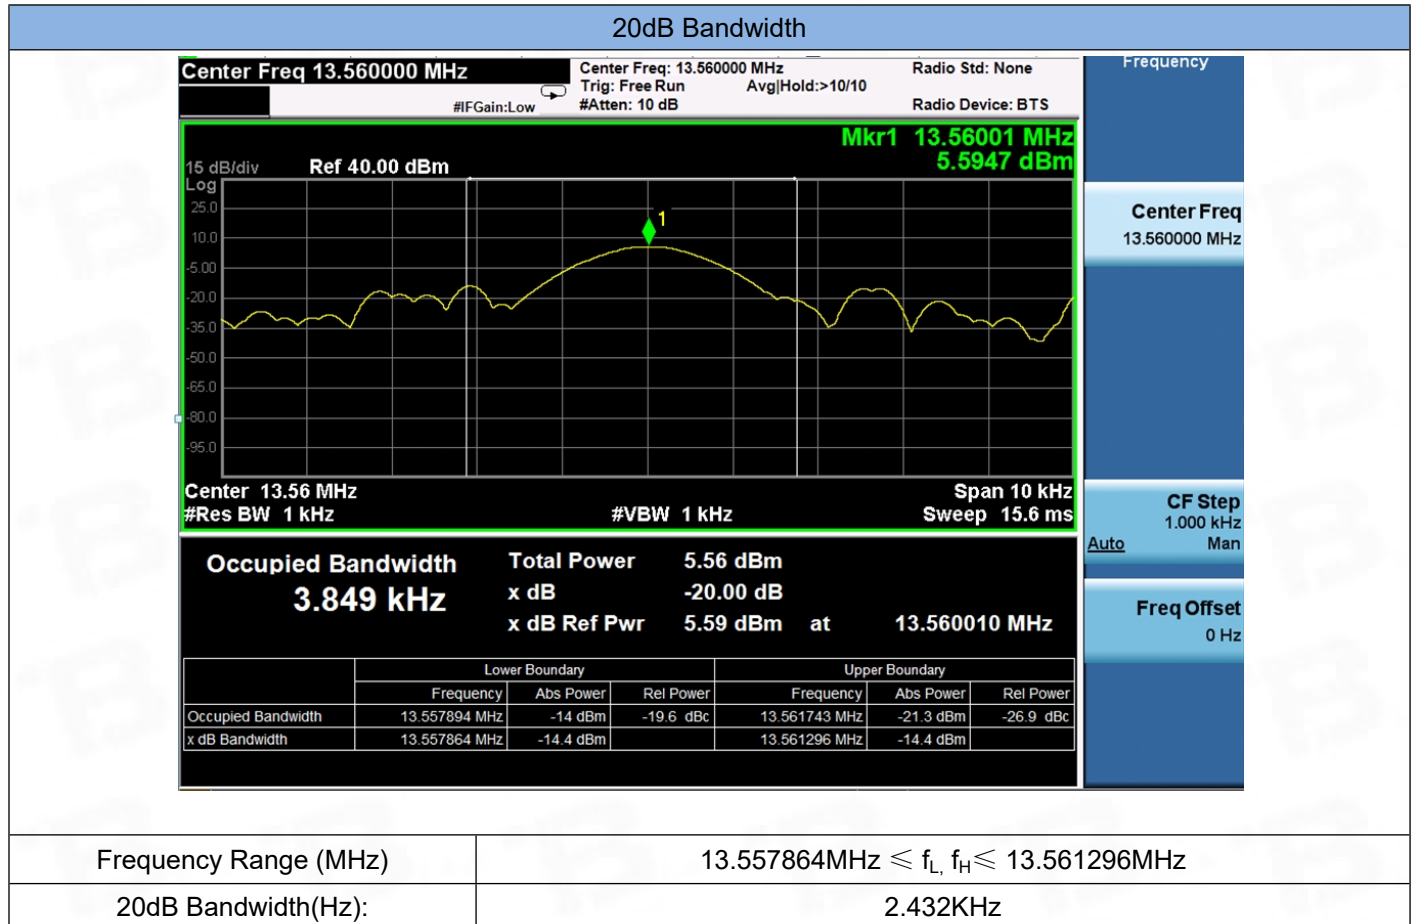 20dB Bandwidth
Center Freq 13.560000 MHz
Center Freq: 13.560000 MHz
Radio Std: None
Trig: Free Run
Avg|Hold:>10/10
#IFGain:Low
#Atten: 10 dB
Radio Device: BTS
Frequency
Mkr1 13.56001 MHz
5.5947 dBm
15 dB/div
Ref 40.00 dBm
Log
25.0
10.0
-5.00
-20.0
-35.0
-50.0
-65.0
-80.0
-95.0
1
Center 13.56 MHz
Span 10 kHz
#Res BW 1 kHz
#VBW 1 kHz
Sweep 15.6 ms
Center Freq
13.560000 MHz
CF Step
1.000 kHz
Auto Man
Freq Offset
0 Hz
Occupied Bandwidth
3.849 kHz
Total Power 5.56 dBm
x dB -20.00 dB
x dB Ref Pwr 5.59 dBm at 13.560010 MHz
Lower Boundary Upper Boundary
Frequency Abs Power Rel Power Frequency Abs Power Rel Power
Occupied Bandwidth 13.557894 MHz -14 dBm -19.6 dBc 13.561743 MHz -21.3 dBm -26.9 dBc
x dB Bandwidth 13.557864 MHz -14.4 dBm 13.561296 MHz -14.4 dBm
Frequency Range (MHz) 13.557864MHz ≤ fL, fH≤ 13.561296MHz
20dB Bandwidth(Hz): 2.432KHz